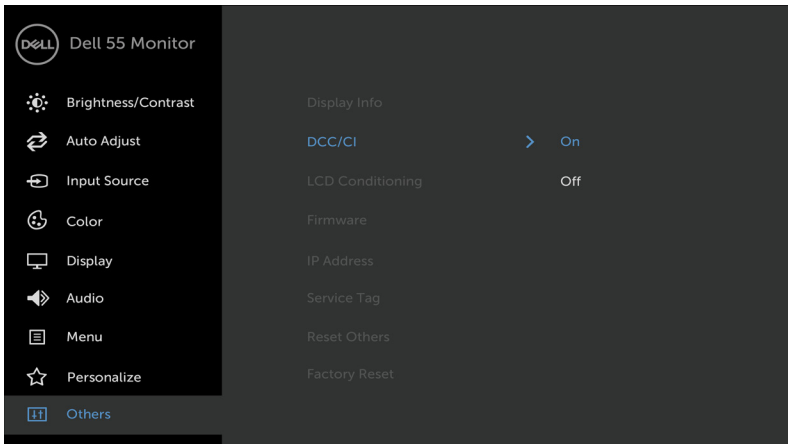 DELL
Dell 55 Monitor
Brightness/Contrast
Auto Adjust
Input Source
Color
Display
Audio
Menu
Personalize
Others
Display Info
DCC/CI
On
LCD Conditioning
Off
Firmware
IP Address
Service Tag
Reset Others
Factory Reset